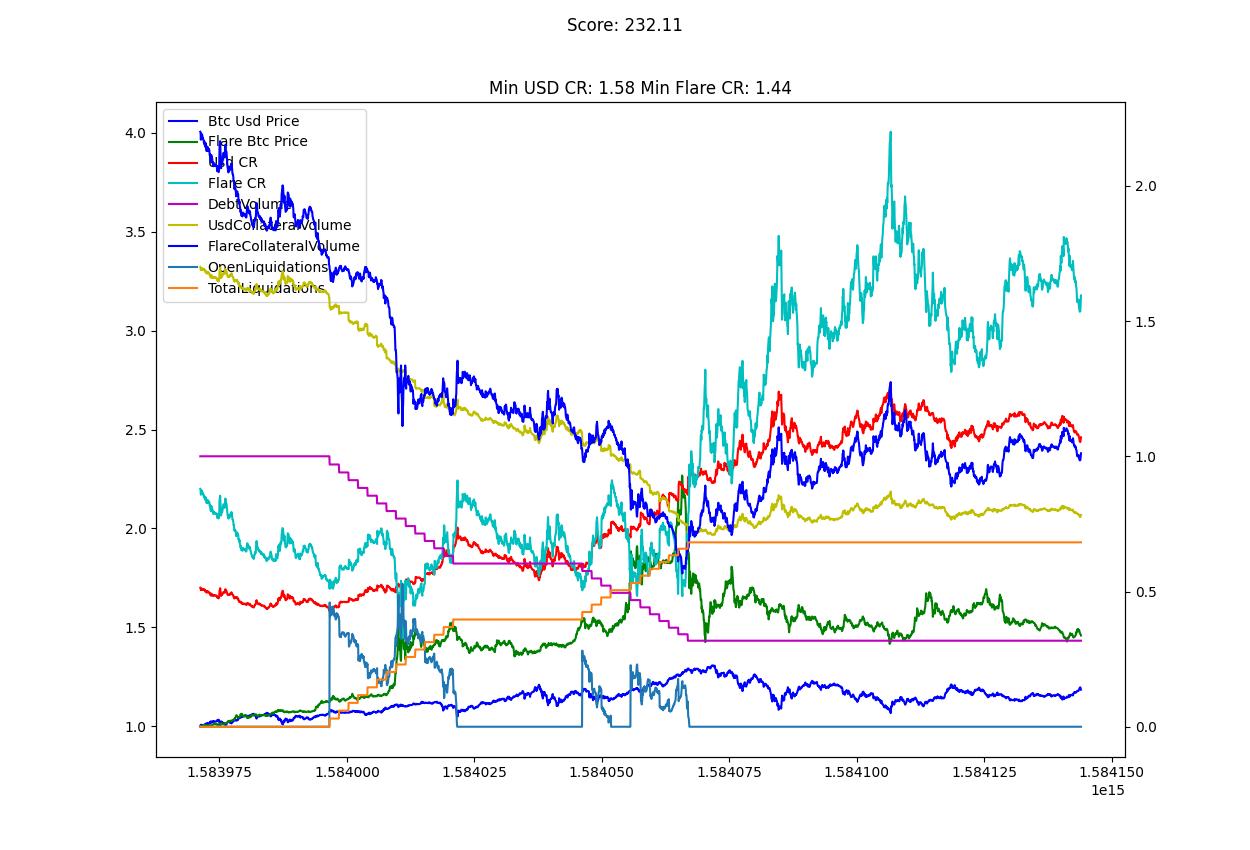 Score: 232.11
Min USD CR: 1.58 Min Flare CR: 1.44
Btc Usd Price
Flare Btc Price
Usd CR
Flare CR
DebtVolume
UsdCollateralVolume
FlareCollateralVolume
OpenLiquidations
TotalLiquidations
4.0
3.5
3.0
2.5
2.0
1.5
1.0
2.0
1.5
1.0
0.5
0.0
1.583975 1.584000 1.584025 1.584050 1.584075 1.584100 1.584125 1.584150
1e15